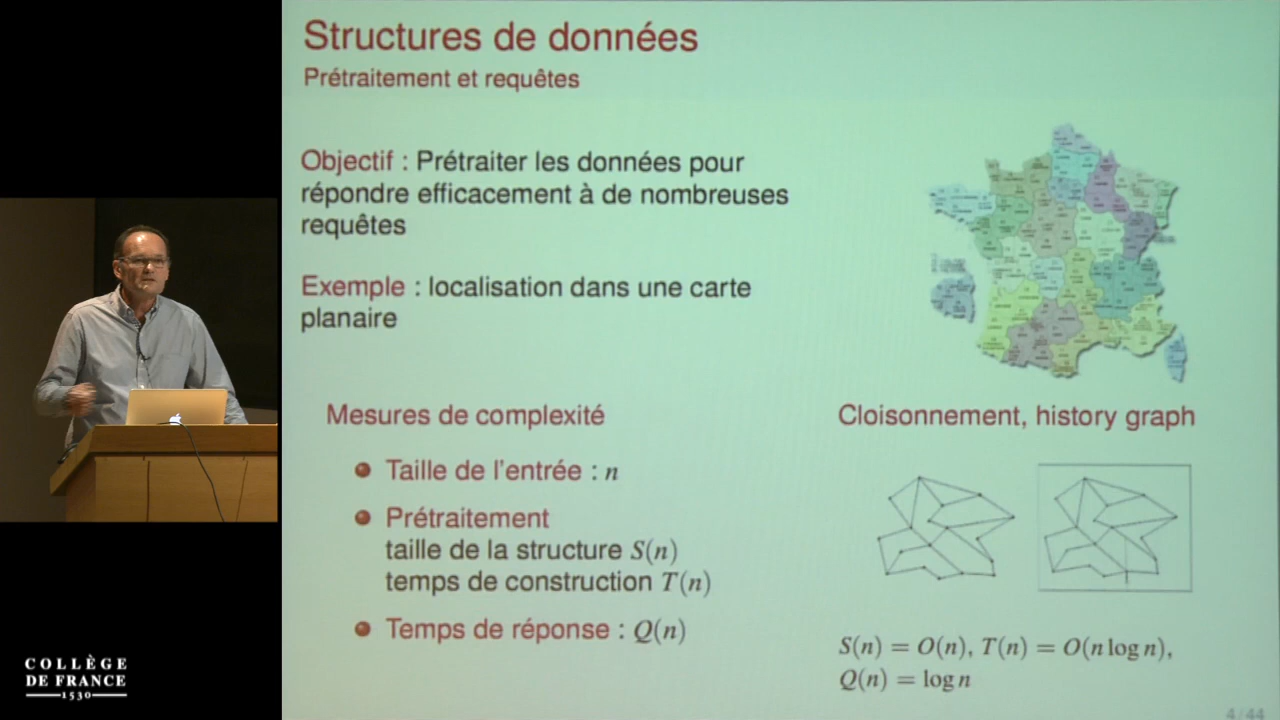 Structures de données
Prétraitement et requêtes
Objectif : Prétraiter les données pour
répondre efficacement à de nombreuses
requêtes
Exemple : localisation dans une carte
planaire
Mesures de complexité
Taille de l'entrée : n
Prétraitement
taille de la structure S(n)
temps de construction T(n)
Temps de réponse : Q(n)
Cloisonnement, history graph
S(n) = O(n), T(n) = O(n log n),
Q(n) = log n
4 / 44
COLLÈGE
DE FRANCE
1530